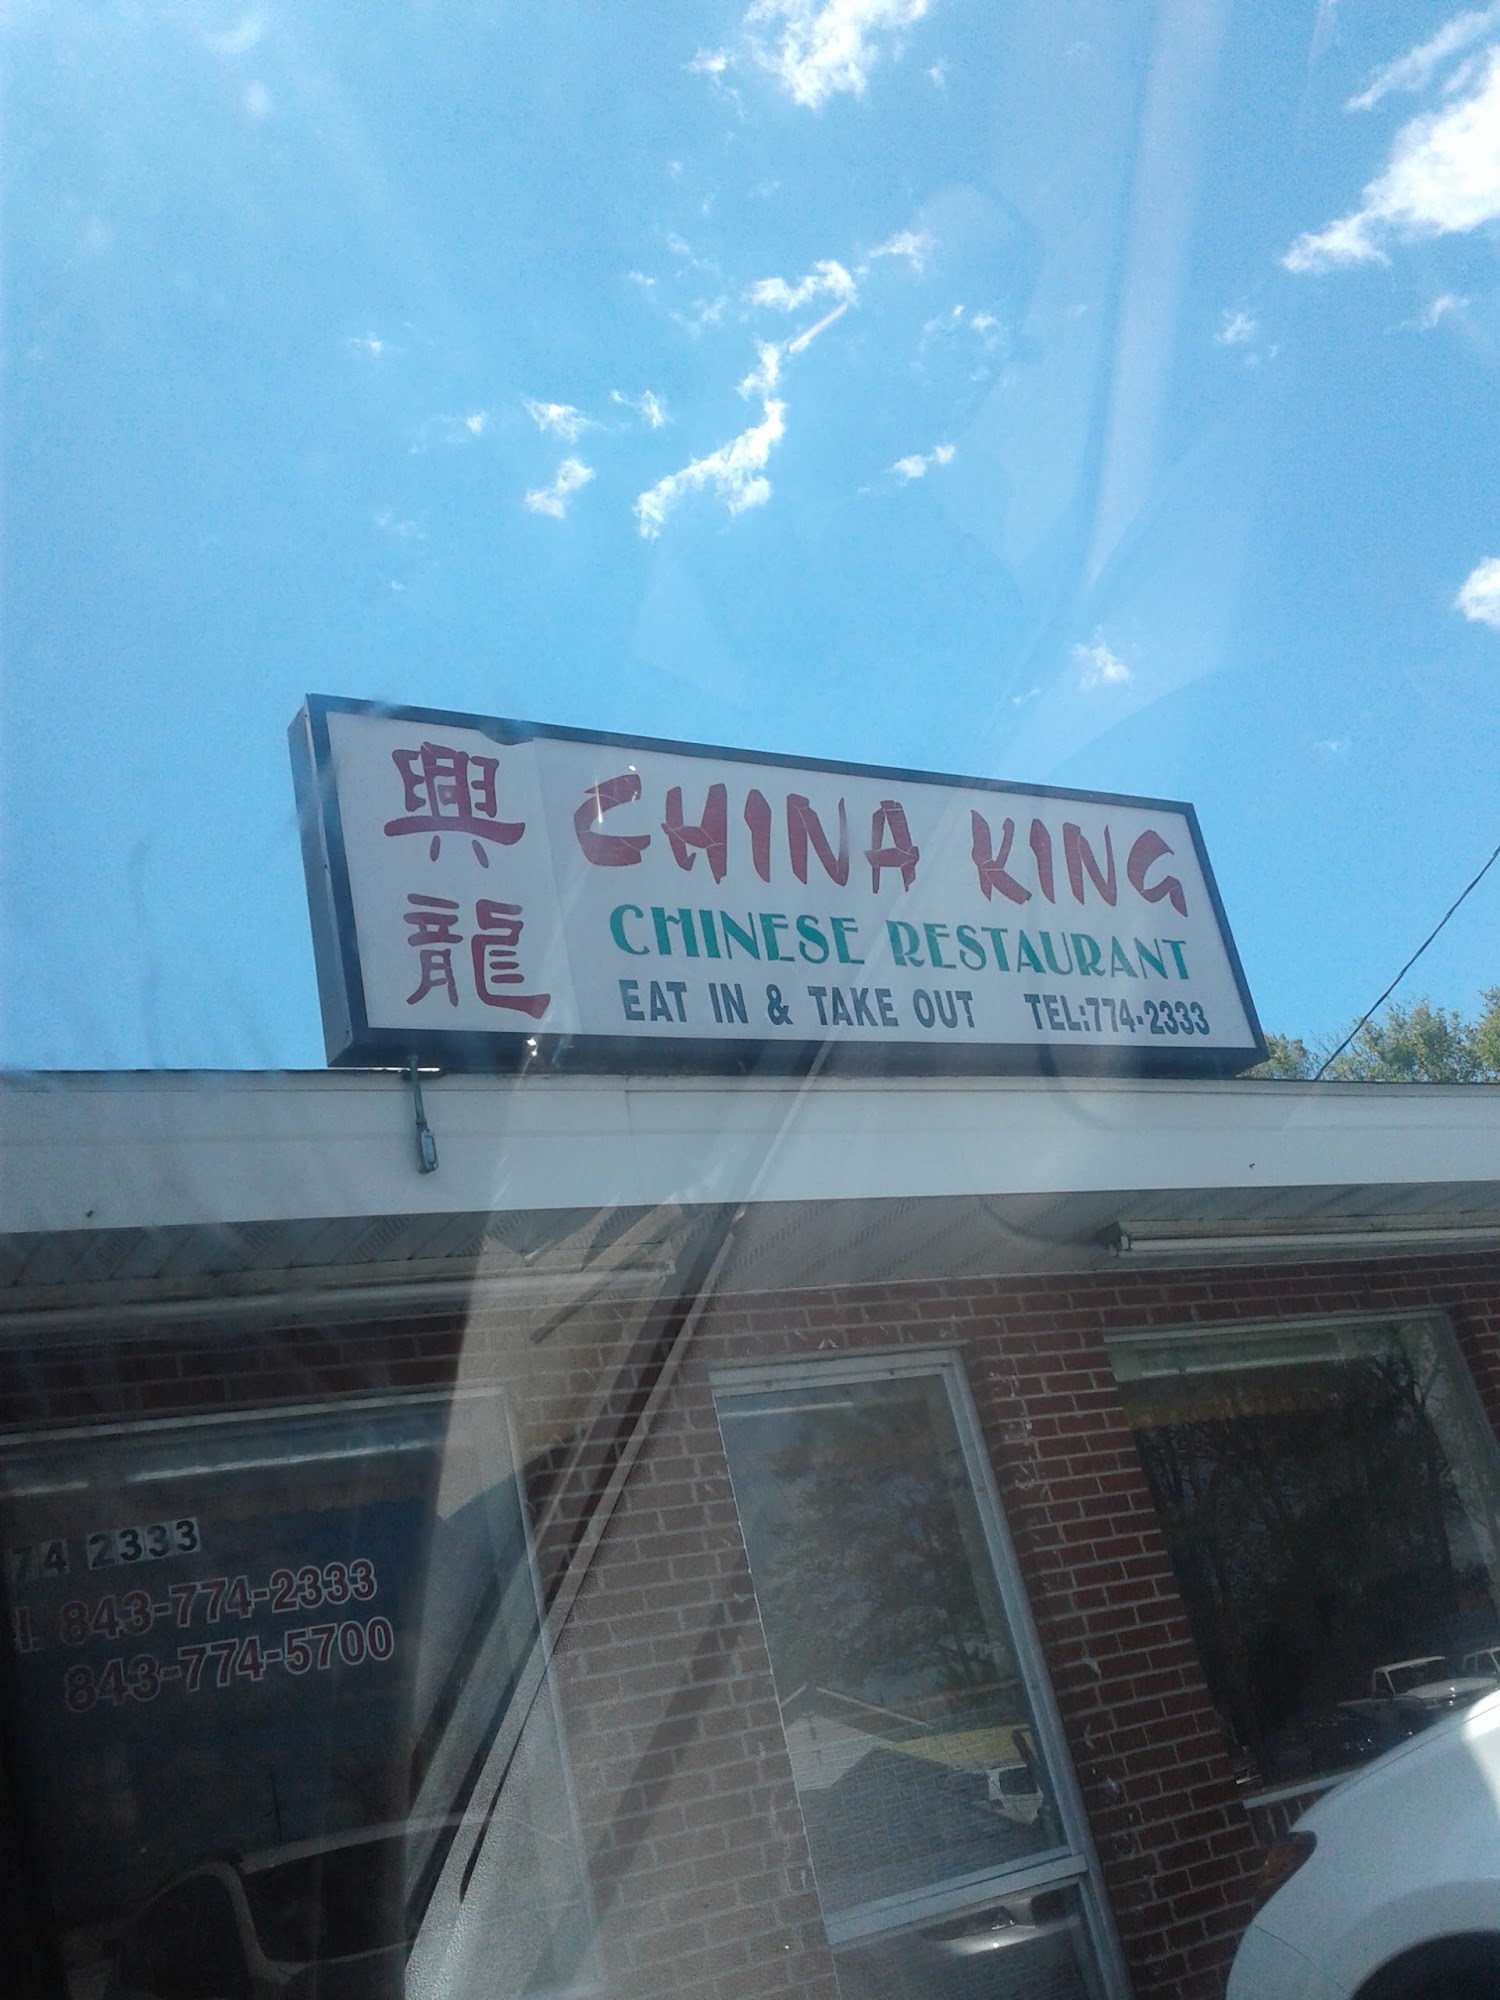 興龍
CHINA KING
CHINESE RESTAURANT
EAT IN & TAKE OUT TEL:774-2333
74 2333
843-774-2333
843-774-5700